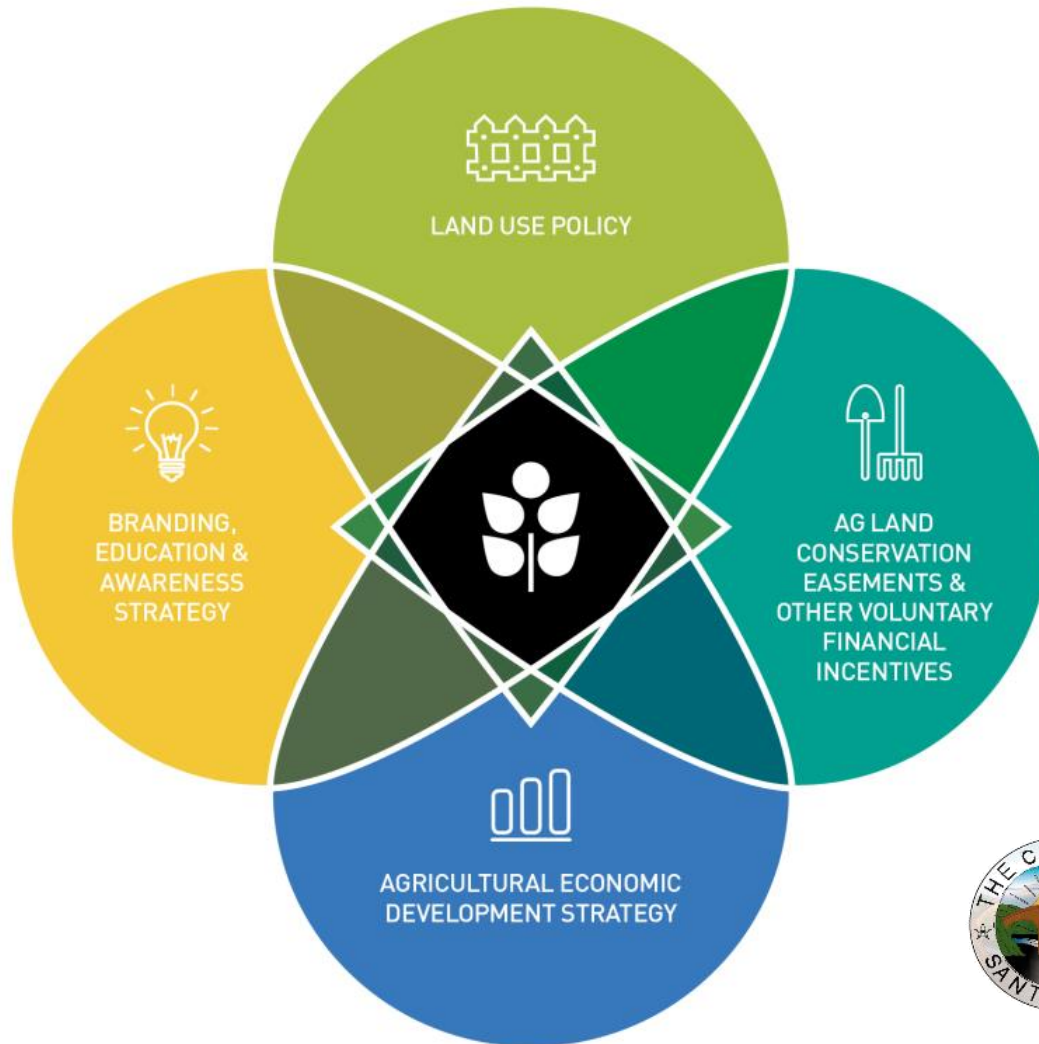 LAND USE POLICY
BRANDING,
EDUCATION &
AWARENESS
STRATEGY
AG LAND
CONSERVATION
EASEMENTS &
OTHER VOLUNTARY
FINANCIAL
INCENTIVES
AGRICULTURAL ECONOMIC
DEVELOPMENT STRATEGY
THE